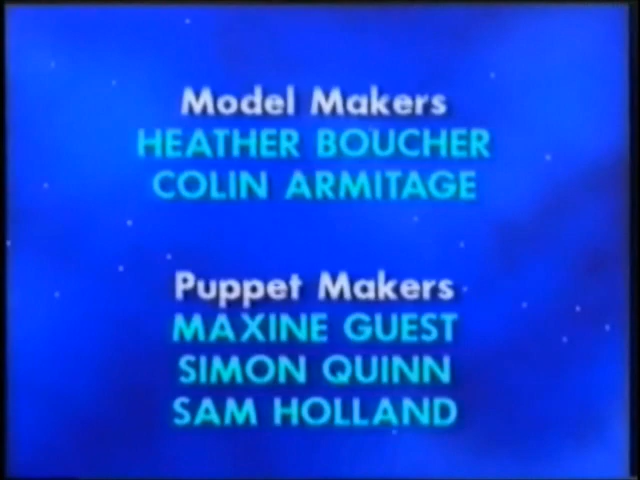 Model Makers
HEATHER BOUCHER
COLIN ARMITAGE
Puppet Makers
MAXINE GUEST
SIMON QUINN
SAM HOLLAND